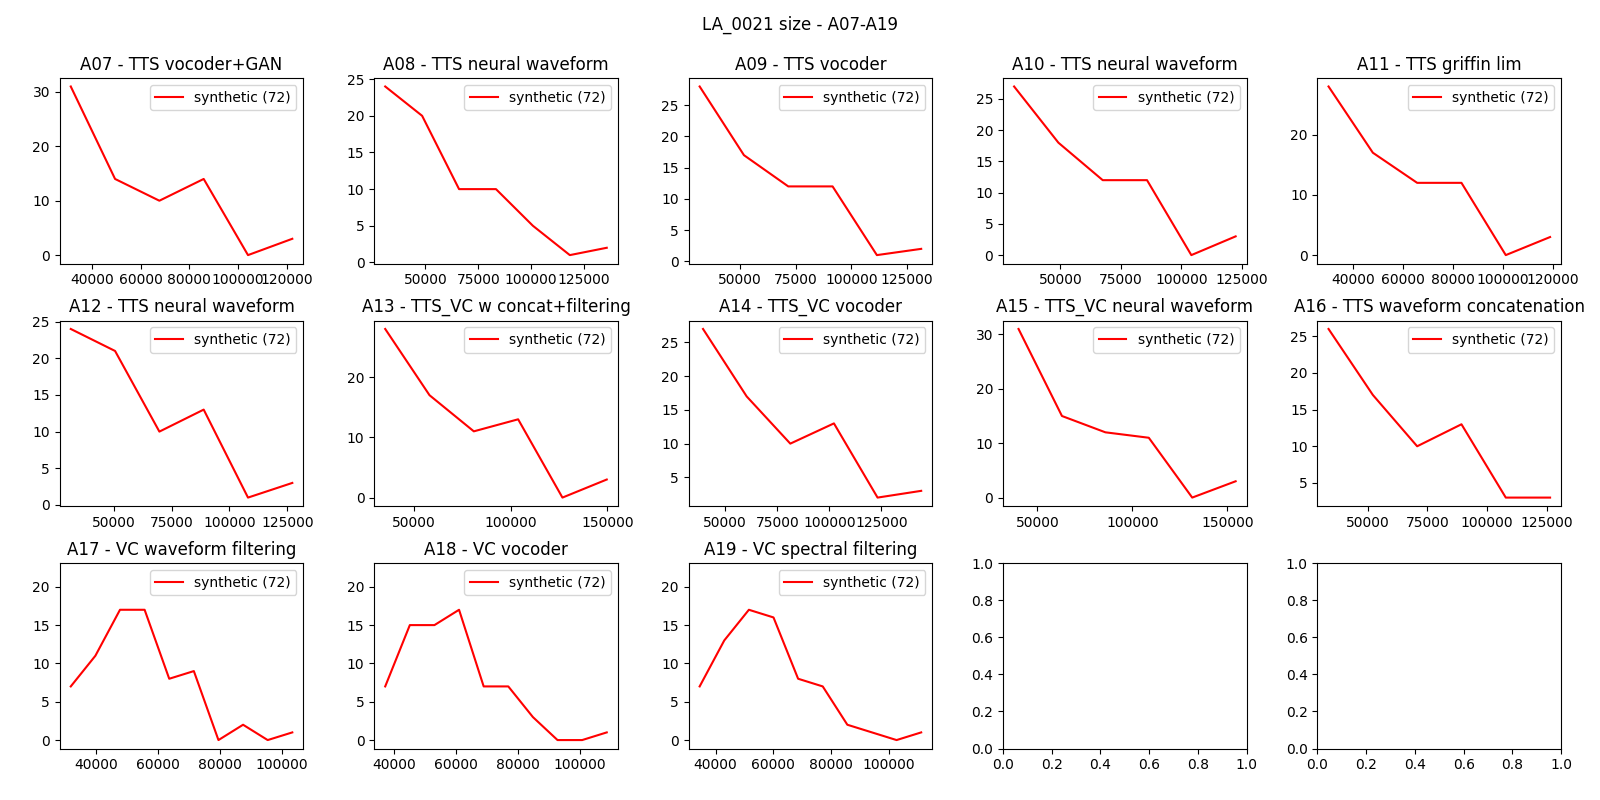 LA_0021 size - A07-A19
A07 - TTS vocoder+GAN
A08 - TTS neural waveform
A09 - TTS vocoder
A10 - TTS neural waveform
A11 - TTS griffin lim
synthetic (72)
synthetic (72)
synthetic (72)
synthetic (72)
synthetic (72)
30
20
10
0
40000 60000 80000 100000 120000
25
20
15
10
5
0
50000 75000 100000 125000
25
20
15
10
5
0
50000 75000 100000 125000
25
20
15
10
5
0
50000 75000 100000 125000
20
10
0
40000 60000 80000 100000 120000
A12 - TTS neural waveform
A13 - TTS_VC w concat+filtering
A14 - TTS_VC vocoder
A15 - TTS_VC neural waveform
A16 - TTS waveform concatenation
synthetic (72)
synthetic (72)
synthetic (72)
synthetic (72)
synthetic (72)
25
20
15
10
5
0
50000 75000 100000 125000
20
10
0
50000 100000 150000
25
20
15
10
5
50000 75000 100000 125000
30
20
10
0
50000 100000 150000
25
20
15
10
5
50000 75000 100000 125000
A17 - VC waveform filtering
A18 - VC vocoder
A19 - VC spectral filtering
synthetic (72)
synthetic (72)
synthetic (72)
20
15
10
5
0
40000 60000 80000 100000
20
15
10
5
0
40000 60000 80000 100000
20
15
10
5
0
40000 60000 80000 100000
1.0
0.8
0.6
0.4
0.2
0.0
0.0 0.2 0.4 0.6 0.8 1.0
1.0
0.8
0.6
0.4
0.2
0.0
0.0 0.2 0.4 0.6 0.8 1.0